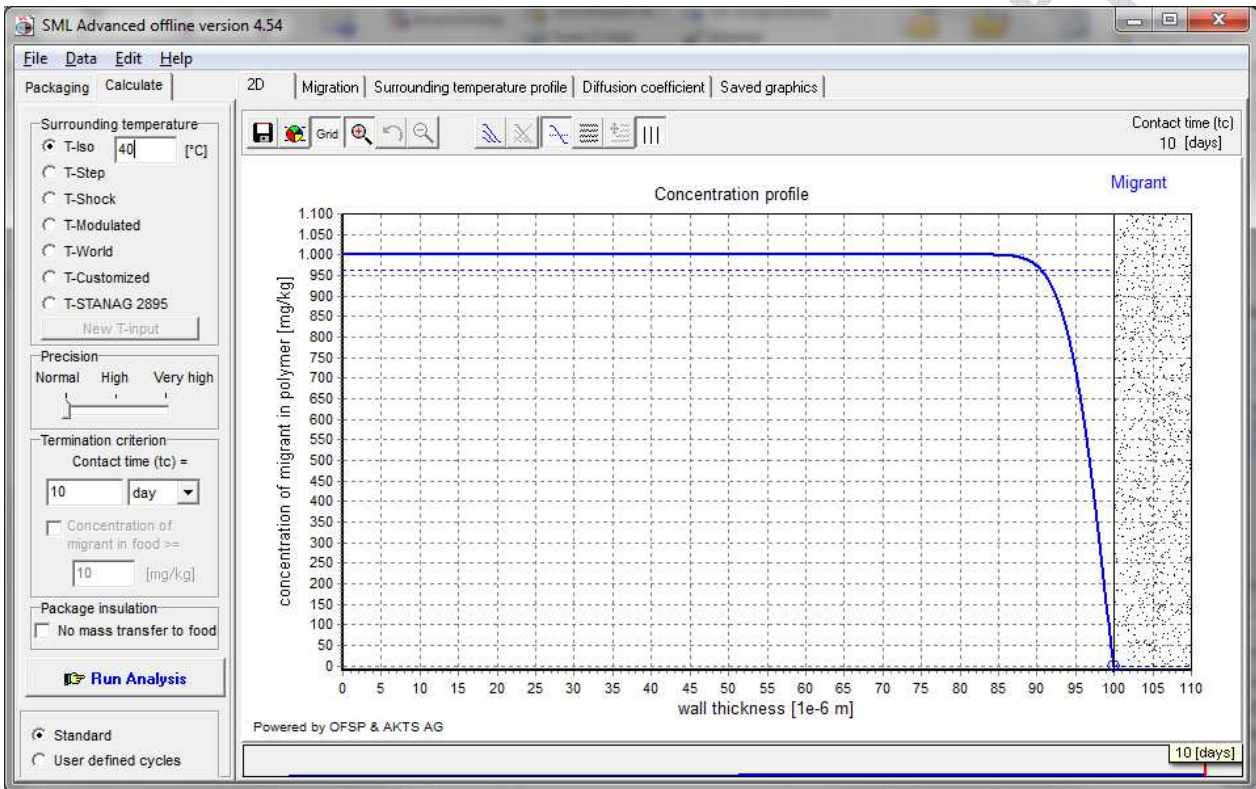 SML Advanced offline version 4.54
File Data Edit Help
Packaging Calculate
2D Migration Surrounding temperature profile Diffusion coefficient Saved graphics
Surrounding temperature
T-Iso 40 [°C]
T-Step
T-Shock
T-Modulated
T-World
T-Customized
T-STANAG 2895
New T-input
Precision
Normal High Very high
Termination criterion
Contact time (tc) =
10 day
Concentration of
migrant in food >=
10 [mg/kg]
Package insulation
No mass transfer to food
Run Analysis
Standard
User defined cycles
Grid
Contact time (tc)
10 [days]
Migrant
Concentration profile
concentration of migrant in polymer [mg/kg]
1.100
1.050
1.000
950
900
850
800
750
700
650
600
550
500
450
400
350
300
250
200
150
100
50
0
0 5 10 15 20 25 30 35 40 45 50 55 60 65 70 75 80 85 90 95 100 105 110
wall thickness [1e-6 m]
Powered by OFSP & AKTS AG
10 [days]